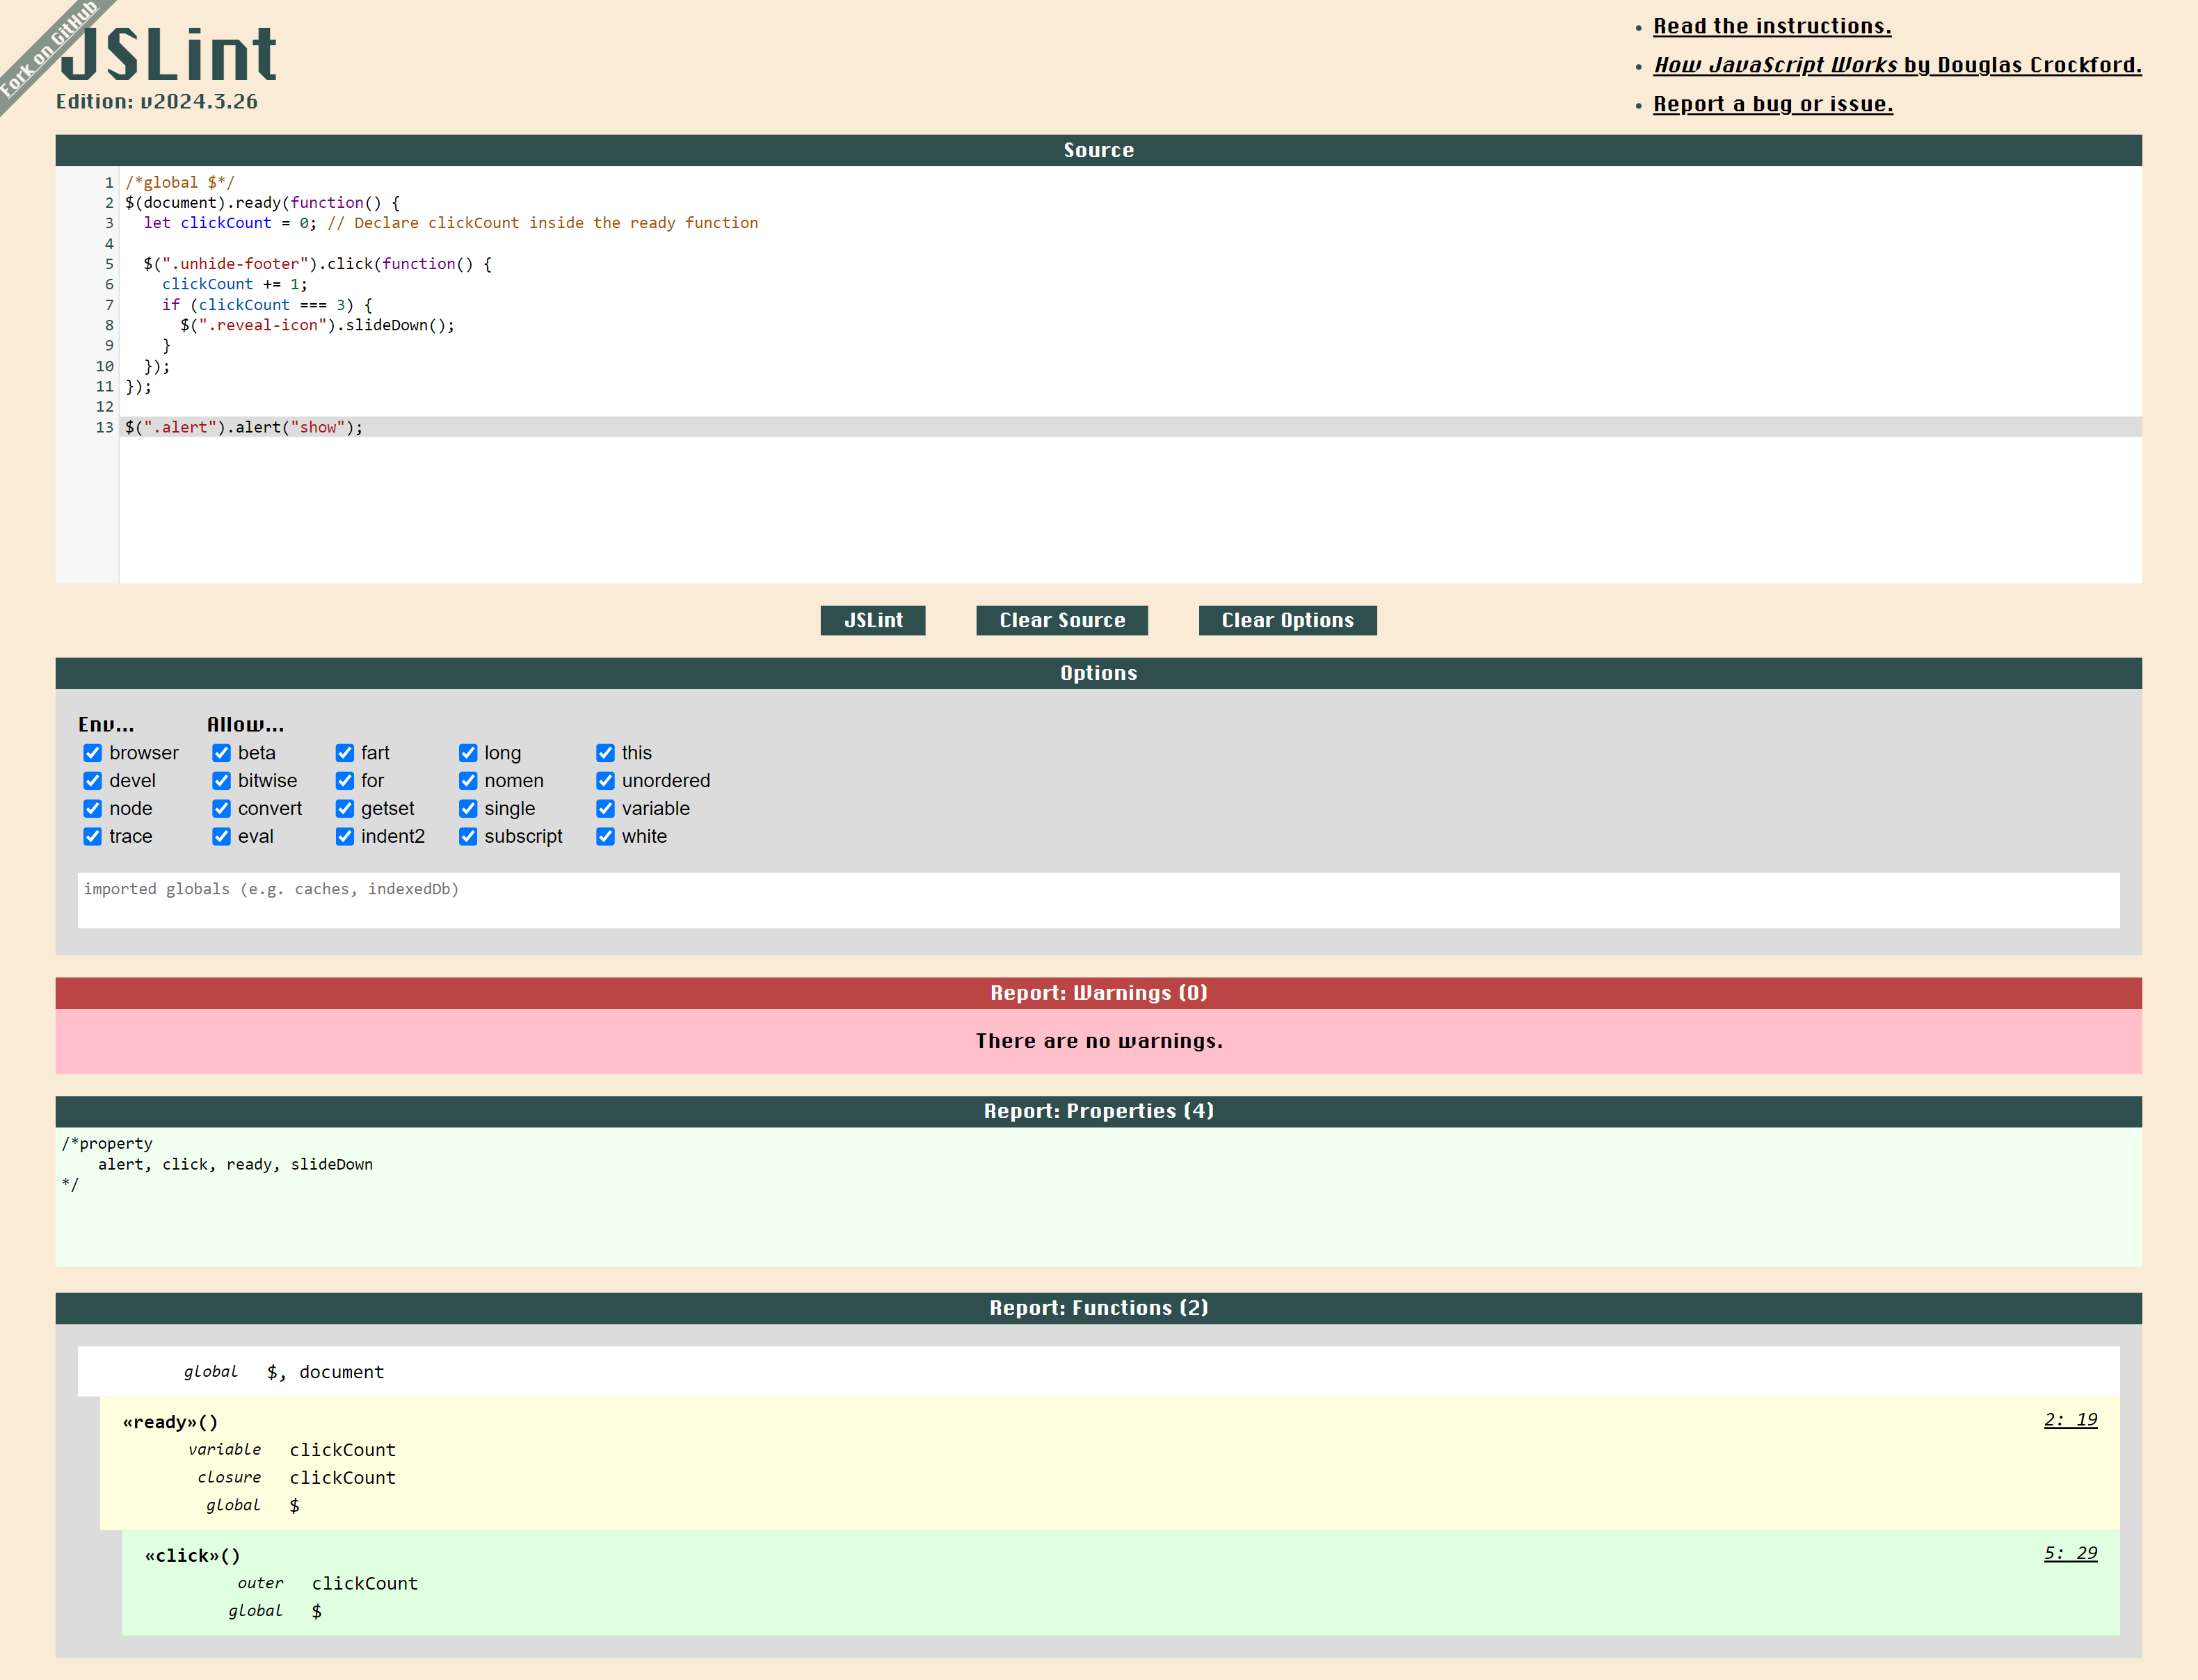 Fork on GitHub
JSLint
Edition: v2024.3.26
Read the instructions.
How JavaScript Works by Douglas Crockford.
Report a bug or issue.
Source
1 /*global $*/
2 $(document).ready(function() {
3   let clickCount = 0; // Declare clickCount inside the ready function
4
5   $(".unhide-footer").click(function() {
6     clickCount += 1;
7     if (clickCount === 3) {
8       $(".reveal-icon").slideDown();
9     }
10   });
11 });
12
13 $(".alert").alert("show");
JSLint Clear Source Clear Options
Options
Env... Allow...
browser beta fart long this
devel bitwise for nomen unordered
node convert getset single variable
trace eval indent2 subscript white
imported globals (e.g. caches, indexedDb)
Report: Warnings (0)
There are no warnings.
Report: Properties (4)
/*property
    alert, click, ready, slideDown
*/
Report: Functions (2)
global $, document
«ready»() 2: 19
variable clickCount
closure clickCount
global $
«click»() 5: 29
outer clickCount
global $